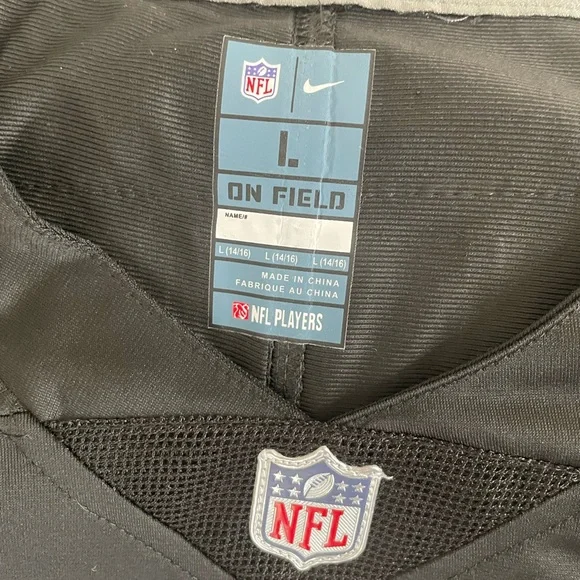 NFL
L
ON FIELD
NAME/#
L (14/16) L (14/16) L (14/16)
MADE IN CHINA
FABRIQUE AU CHINA
NFL PLAYERS
NFL